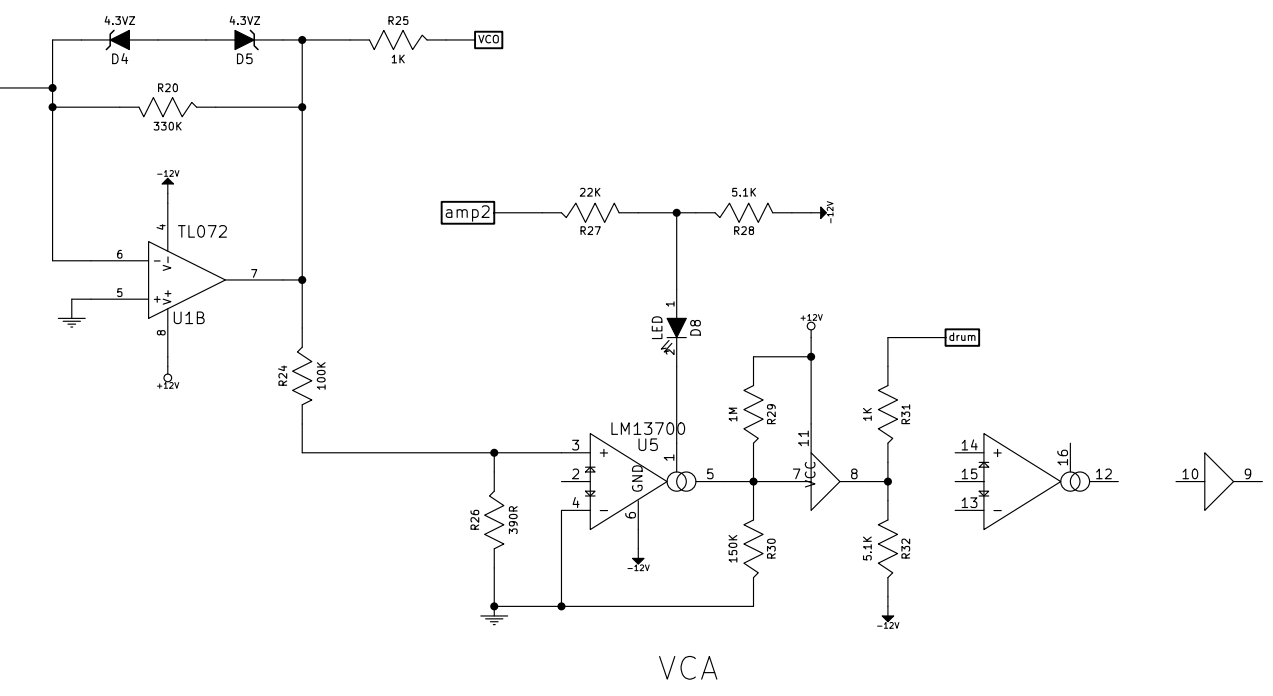 4.3VZ
D4
4.3VZ
D5
R25
1K
VCO
R20
330K
-12V
4
TL072
6
-
V-
7
5
+
V+
U1B
8
+12V
amp2
22K
R27
5.1K
R28
-12V
1
LED
D8
2
R24
100K
+12V
drum
1M
R29
1K
R31
LM13700
U5
3
+
2
4
-
GND
6
-12V
1
5
11
7
VCC
8
R26
390R
150K
R30
5.1K
R32
-12V
14
+
15
13
-
16
12
10
9
VCA